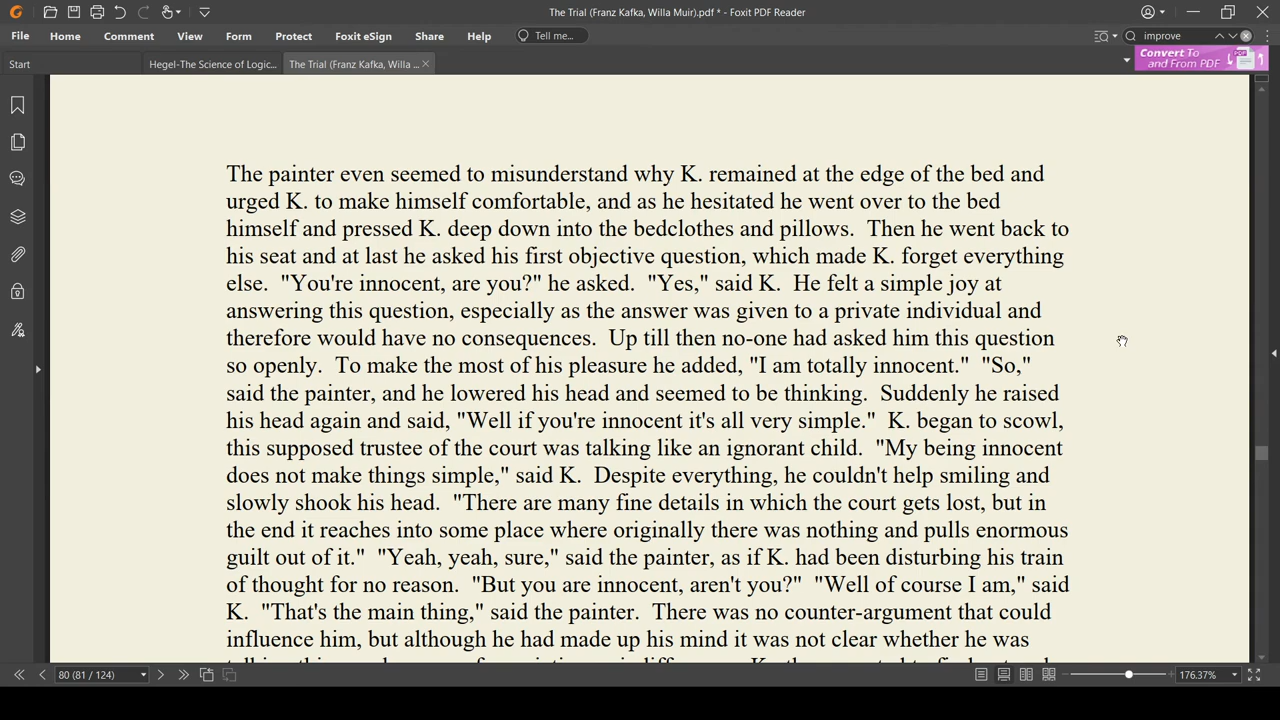 The Trial (Franz Kafka, Willa Muir).pdf * - Foxit PDF Reader
File Home Comment View Form Protect Foxit eSign Share Help Tell me... improve
Start Hegel-The Science of Logic... The Trial (Franz Kafka, Willa ... Convert To
and From PDF
PDF
The painter even seemed to misunderstand why K. remained at the edge of the bed and
urged K. to make himself comfortable, and as he hesitated he went over to the bed
himself and pressed K. deep down into the bedclothes and pillows.  Then he went back to
his seat and at last he asked his first objective question, which made K. forget everything
else.  "You're innocent, are you?" he asked.  "Yes," said K.  He felt a simple joy at
answering this question, especially as the answer was given to a private individual and
therefore would have no consequences.  Up till then no-one had asked him this question
so openly.  To make the most of his pleasure he added, "I am totally innocent."  "So,"
said the painter, and he lowered his head and seemed to be thinking.  Suddenly he raised
his head again and said, "Well if you're innocent it's all very simple."  K. began to scowl,
this supposed trustee of the court was talking like an ignorant child.  "My being innocent
does not make things simple," said K.  Despite everything, he couldn't help smiling and
slowly shook his head.  "There are many fine details in which the court gets lost, but in
the end it reaches into some place where originally there was nothing and pulls enormous
guilt out of it."  "Yeah, yeah, sure," said the painter, as if K. had been disturbing his train
of thought for no reason.  "But you are innocent, aren't you?"  "Well of course I am," said
K.  "That's the main thing," said the painter.  There was no counter-argument that could
influence him, but although he had made up his mind it was not clear whether he was
80 (81 / 124) 176.37%